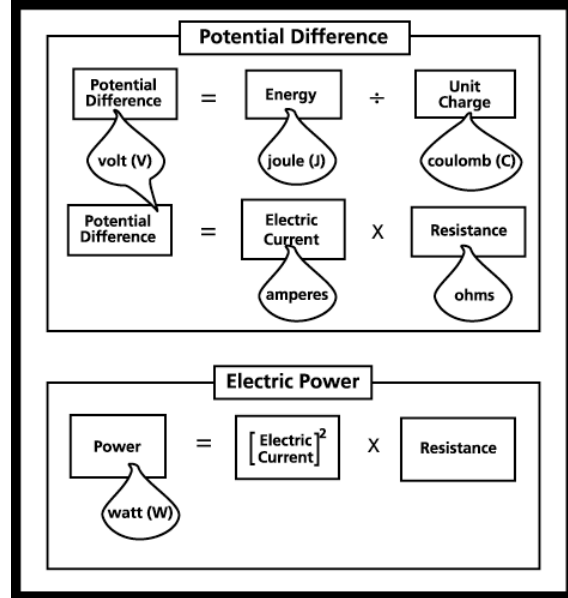 Potential Difference
Potential
Difference
=
Energy
÷
Unit
Charge
volt (V)
joule (J)
coulomb (C)
Potential
Difference
=
Electric
Current
X
Resistance
amperes
ohms
Electric Power
Power
=
[Electric
Current]²
X
Resistance
watt (W)